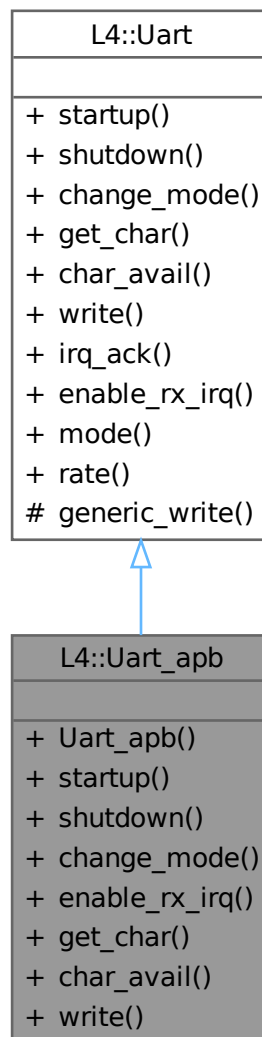 L4::Uart
+ startup()
+ shutdown()
+ change_mode()
+ get_char()
+ char_avail()
+ write()
+ irq_ack()
+ enable_rx_irq()
+ mode()
+ rate()
# generic_write()
L4::Uart_apb
+ Uart_apb()
+ startup()
+ shutdown()
+ change_mode()
+ enable_rx_irq()
+ get_char()
+ char_avail()
+ write()